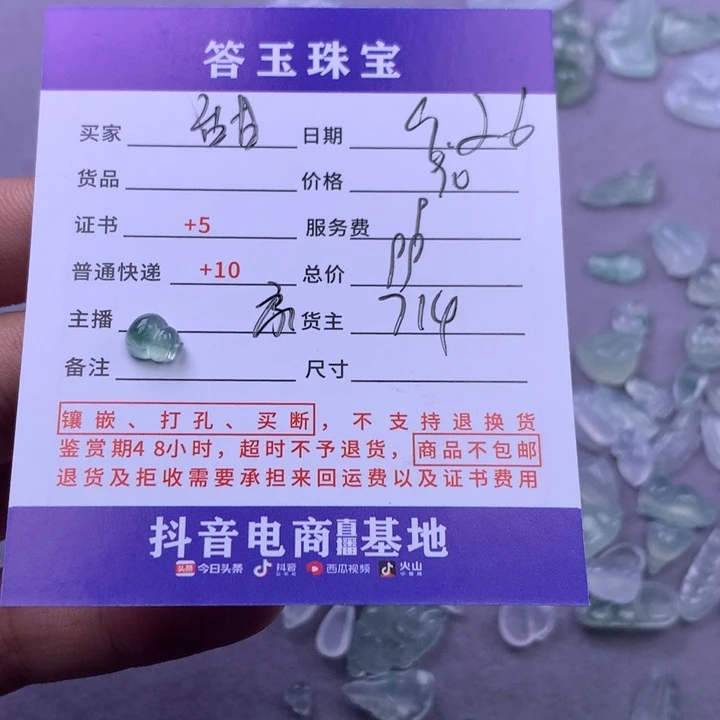 答玉珠宝
买家 日期 4.26
货品 价格 90
证书 +5 服务费
普通快递 +10 总价
主播 货主 714
备注 尺寸
镶嵌、打孔、买断，不支持退换货
鉴赏期48小时，超时不予退货，商品不包邮
退货及拒收需要承担来回运费以及证书费用
抖音电商直播基地
头条 今日头条 抖音 西瓜视频 火山